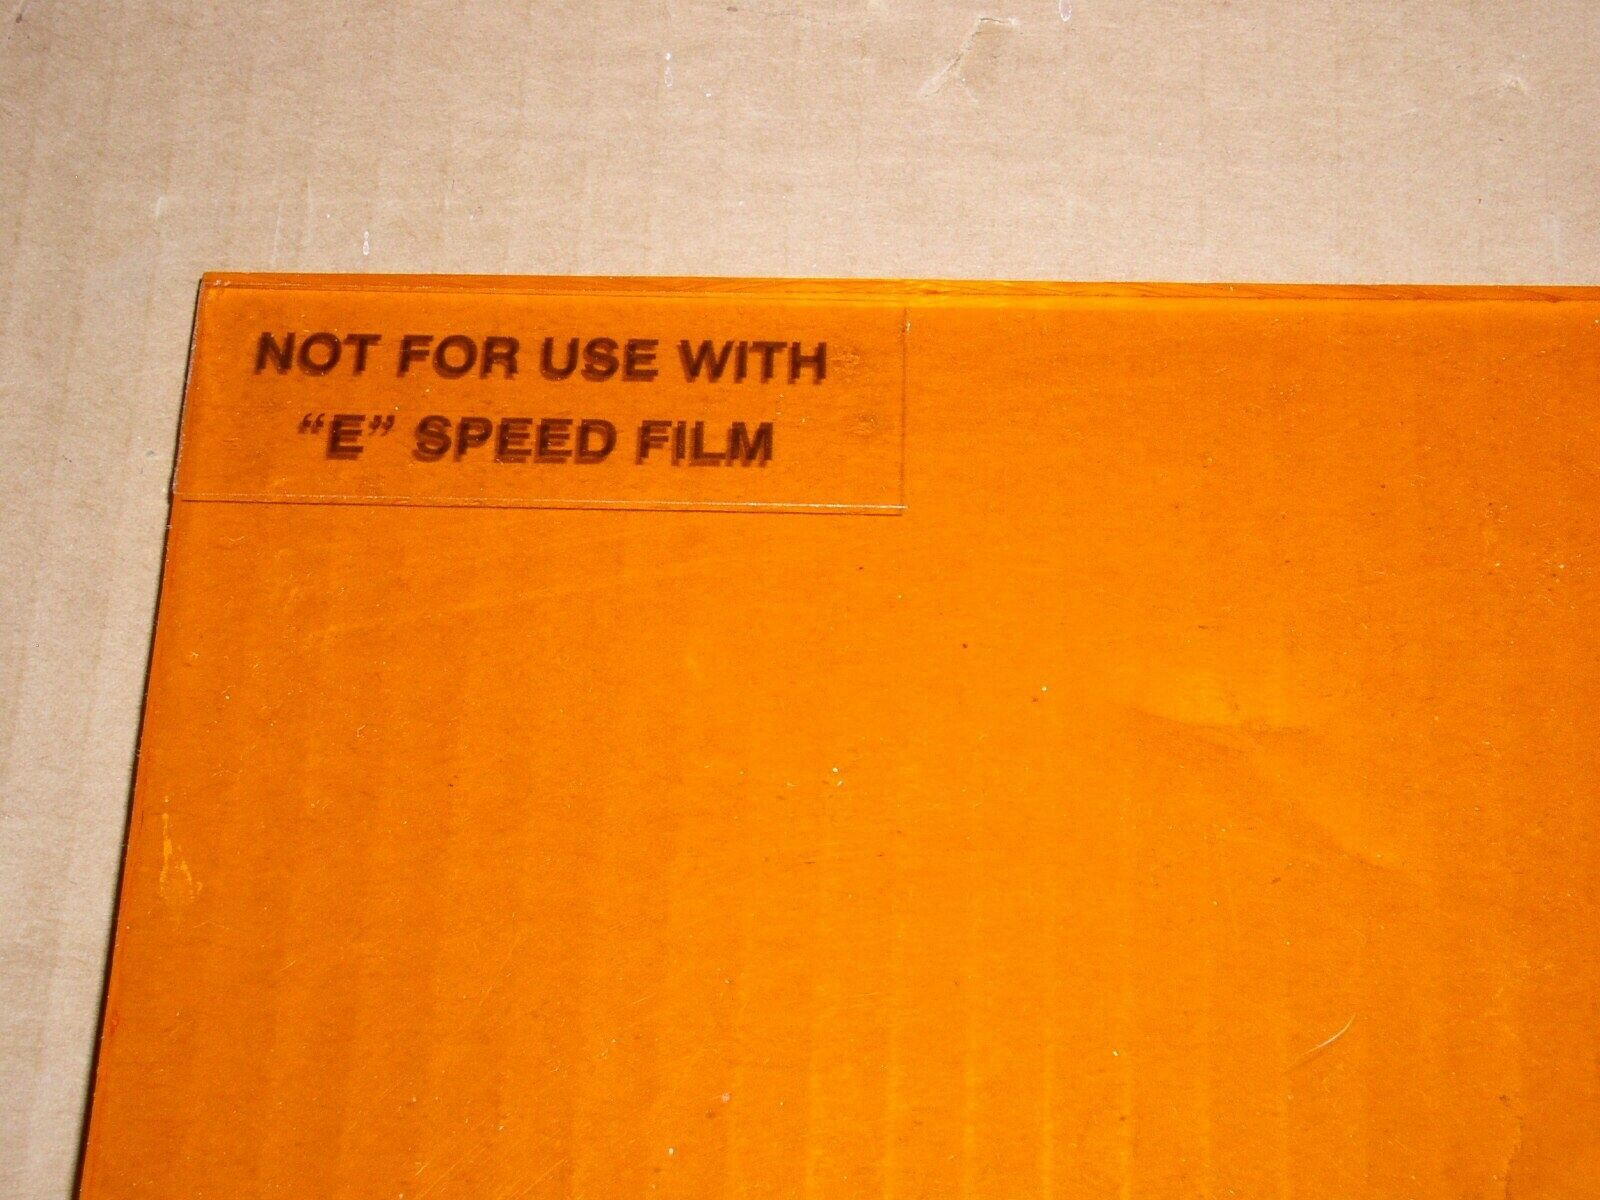 NOT FOR USE WITH
“E” SPEED FILM